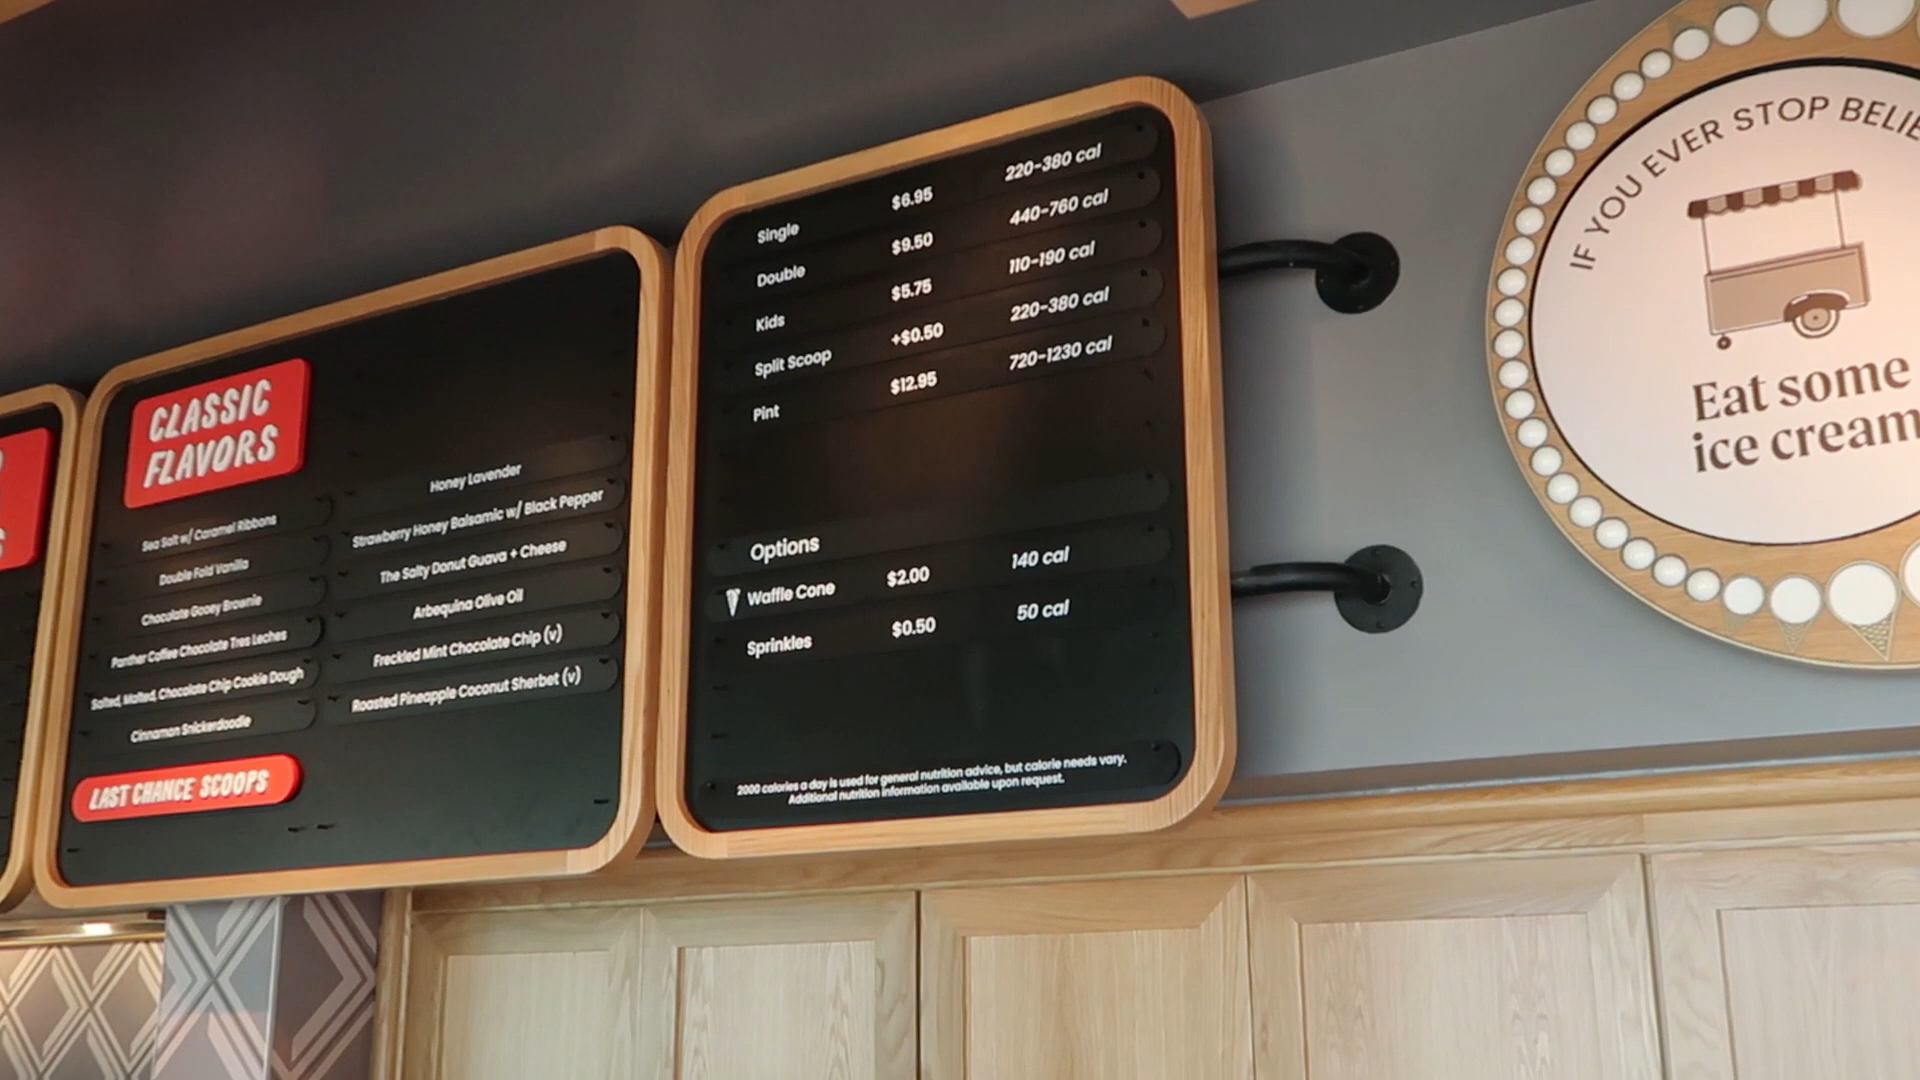 CLASSIC
FLAVORS
Sea Salt w/ Caramel Ribbons
Double Fold Vanilla
Chocolate Gooey Brownie
Panther Coffee Chocolate Tres Leches
Salted, Malted, Chocolate Chip Cookie Dough
Cinnamon Snickerdoodle
LAST CHANCE SCOOPS
Honey Lavender
Strawberry Honey Balsamic w/ Black Pepper
The Salty Donut Guava + Cheese
Arbequina Olive Oil
Freckled Mint Chocolate Chip (v)
Roasted Pineapple Coconut Sherbet (v)
Single $6.95 220-380 cal
Double $9.50 440-760 cal
Kids $5.75 110-190 cal
Split Scoop +$0.50 220-380 cal
Pint $12.95 720-1230 cal
Options
Waffle Cone $2.00 140 cal
Sprinkles $0.50 50 cal
2000 calories a day is used for general nutrition advice, but calorie needs vary.
Additional nutrition information available upon request.
IF YOU EVER STOP BELIE
Eat some
ice cream